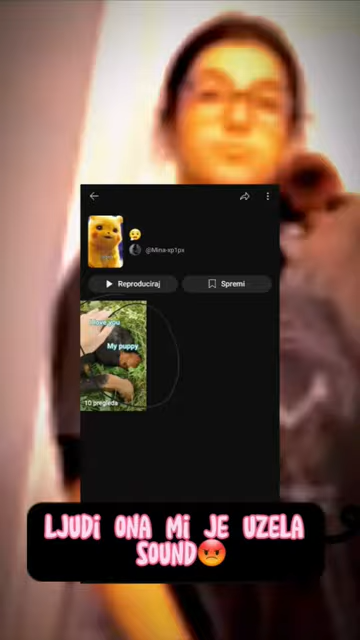 @Mina-xp1px
Reproduciraj
Spremi
I love you
My puppy
10 pregleda
LJUDI ONA MI JE UZELA
SOUND😡